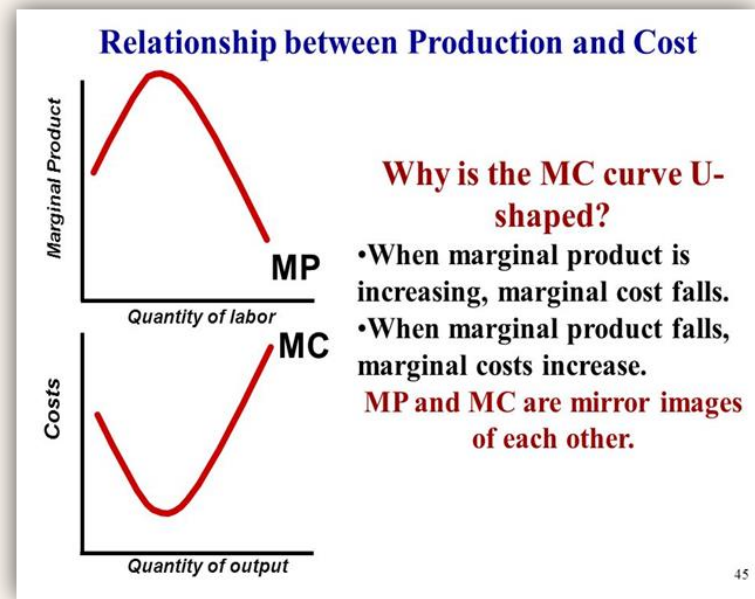 Relationship between Production and Cost
Marginal Product
MP
Quantity of labor
Costs
MC
Quantity of output
Why is the MC curve U-
shaped?
•When marginal product is
increasing, marginal cost falls.
•When marginal product falls,
marginal costs increase.
MP and MC are mirror images
of each other.
45